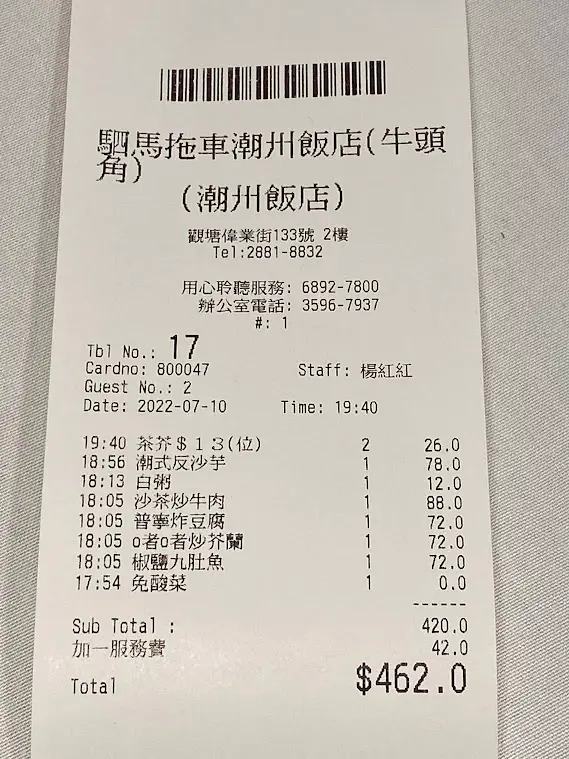 駟馬拖車潮州飯店(牛頭
角)
(潮州飯店)
觀塘偉業街133號 2樓
Tel:2881-8832
用心聆聽服務: 6892-7800
辦公室電話: 3596-7937
#: 1
Tbl No.: 17
Cardno: 800047 Staff: 楊紅紅
Guest No.: 2
Date: 2022-07-10 Time: 19:40
19:40 茶芥$13(位) 2 26.0
18:56 潮式反沙芋 1 78.0
18:13 白粥 1 12.0
18:05 沙茶炒牛肉 1 88.0
18:05 普寧炸豆腐 1 72.0
18:05 o者o者炒芥蘭 1 72.0
18:05 椒鹽九肚魚 1 72.0
17:54 免酸菜 1 0.0
------
Sub Total : 420.0
加一服務費 42.0
Total $462.0